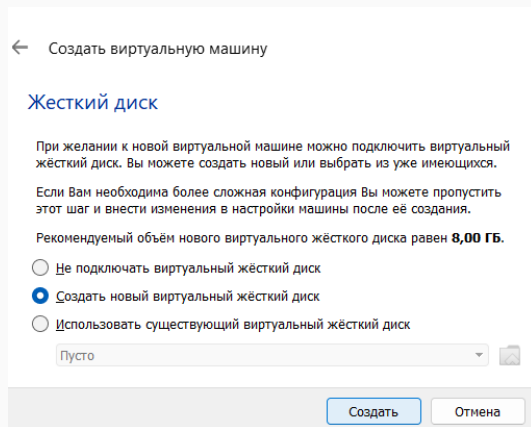 Создать виртуальную машину
Жесткий диск
При желании к новой виртуальной машине можно подключить виртуальный
жёсткий диск. Вы можете создать новый или выбрать из уже имеющихся.
Если Вам необходима более сложная конфигурация Вы можете пропустить
этот шаг и внести изменения в настройки машины после её создания.
Рекомендуемый объём нового виртуального жёсткого диска равен 8,00 ГБ.
Не подключать виртуальный жёсткий диск
Создать новый виртуальный жёсткий диск
Использовать существующий виртуальный жёсткий диск
Пусто
Создать
Отмена